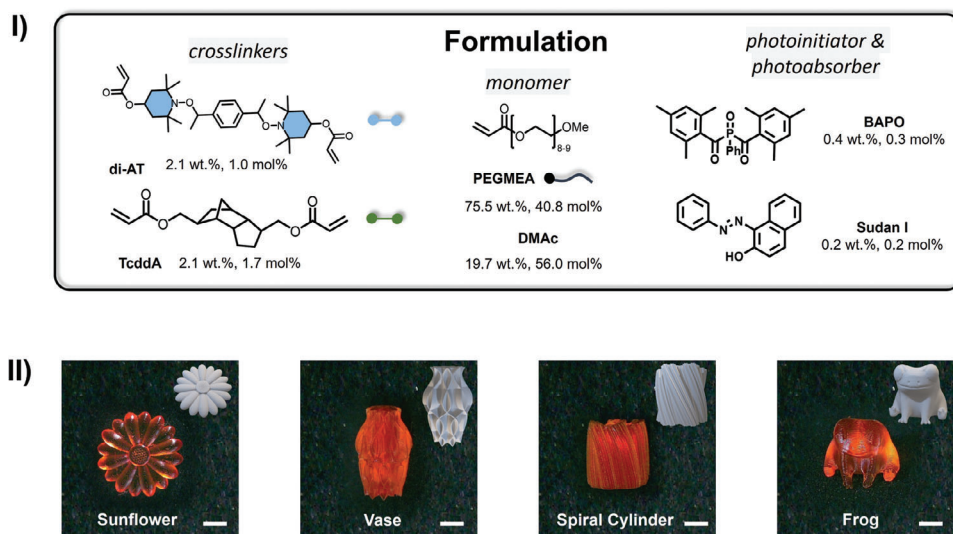 I)
Formulation
crosslinkers
di-AT 2.1 wt.%, 1.0 mol%
TcddA 2.1 wt.%, 1.7 mol%
monomer
OMe
8-9
PEGMEA
75.5 wt.%, 40.8 mol%
DMAc
19.7 wt.%, 56.0 mol%
photoinitiator &
photoabsorber
BAPO
0.4 wt.%, 0.3 mol%
Sudan I
0.2 wt.%, 0.2 mol%
O
O
N
O
O
N
O
O
O
O
O
O
O
O
O
O
P
Ph
O
O
N
N
HO
II)
Sunflower
Vase
Spiral Cylinder
Frog